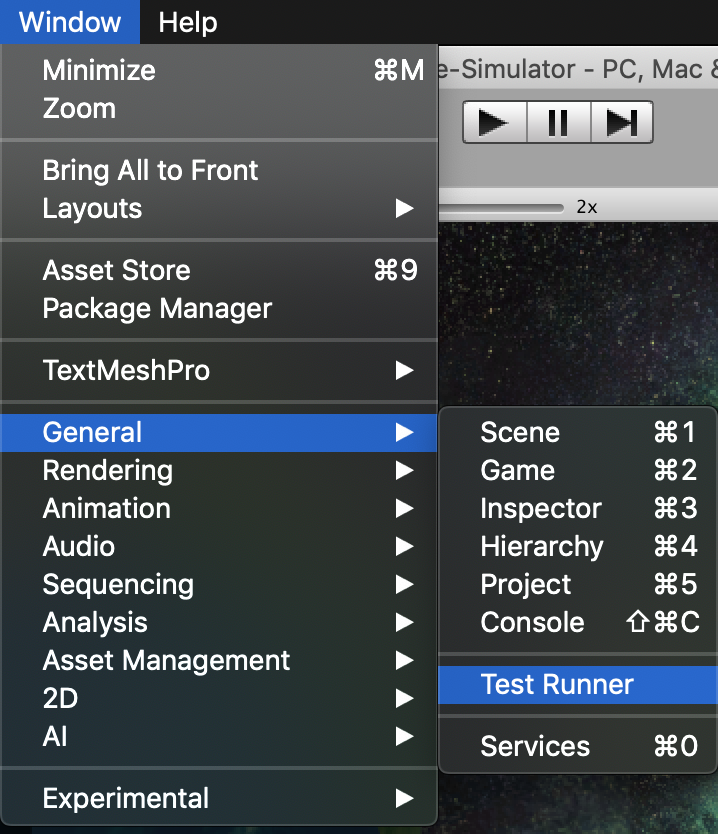 Window Help
Minimize ⌘M
e-Simulator - PC, Mac &
Zoom
Bring All to Front
Layouts ▶
2x
Asset Store ⌘9
Package Manager
TextMeshPro ▶
General ▶
Rendering ▶
Animation ▶
Audio ▶
Sequencing ▶
Analysis ▶
Asset Management ▶
2D ▶
AI ▶
Experimental ▶
Scene ⌘1
Game ⌘2
Inspector ⌘3
Hierarchy ⌘4
Project ⌘5
Console ⇧⌘C
Test Runner
Services ⌘0